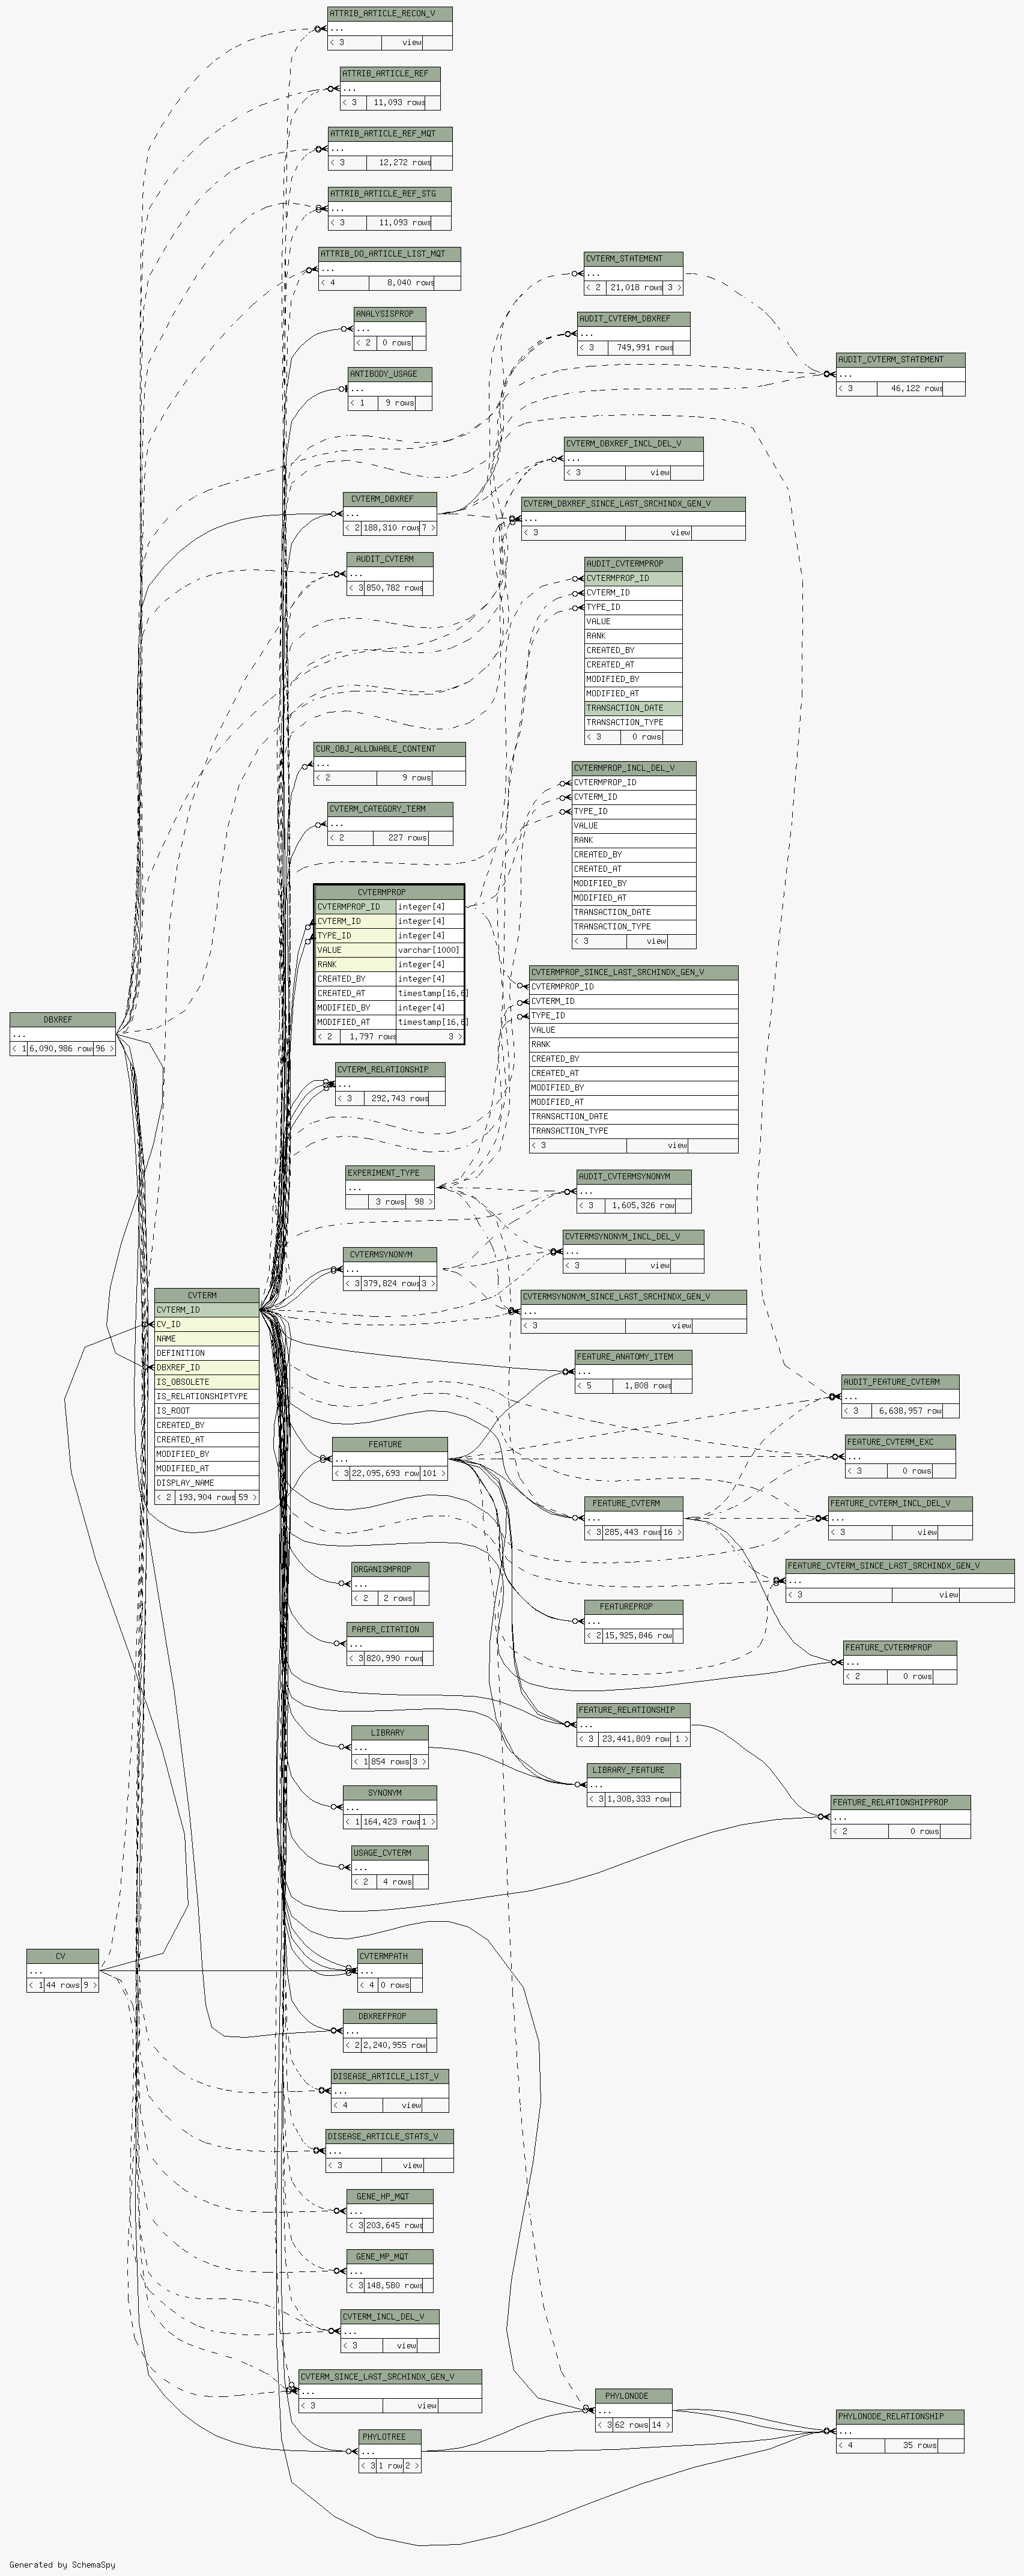 ATTRIB_ARTICLE_RECON_V
...
< 3 view
ATTRIB_ARTICLE_REF
...
< 3 11,093 rows
ATTRIB_ARTICLE_REF_MQT
...
< 3 12,272 rows
ATTRIB_ARTICLE_REF_STG
...
< 3 11,093 rows
ATTRIB_DO_ARTICLE_LIST_MQT
...
< 4 8,040 rows
ANALYSISPROP
...
< 2 0 rows
ANTIBODY_USAGE
...
< 1 9 rows
CVTERM_DBXREF
...
< 2 188,310 rows 7 >
AUDIT_CVTERM
...
< 3 850,782 rows
CUR_OBJ_ALLOWABLE_CONTENT
...
< 2 9 rows
CVTERM_CATEGORY_TERM
...
< 2 227 rows
CVTERMPROP
CVTERMPROP_ID integer[4]
CVTERM_ID integer[4]
TYPE_ID integer[4]
VALUE varchar[1000]
RANK integer[4]
CREATED_BY integer[4]
CREATED_AT timestamp[16,6]
MODIFIED_BY integer[4]
MODIFIED_AT timestamp[16,6]
< 2 1,797 rows 3 >
CVTERM_RELATIONSHIP
...
< 3 292,743 rows
EXPERIMENT_TYPE
...
3 rows 98 >
CVTERMSYNONYM
...
< 3 379,824 rows 3 >
FEATURE
...
< 3 22,095,693 row 101 >
ORGANISMPROP
...
< 2 2 rows
PAPER_CITATION
...
< 3 820,990 rows
LIBRARY
...
< 1 854 rows 3 >
SYNONYM
...
< 1 164,423 rows 1 >
USAGE_CVTERM
...
< 2 4 rows
CVTERMPATH
...
< 4 0 rows
DBXREFPROP
...
< 2 2,240,955 row
DISEASE_ARTICLE_LIST_V
...
< 4 view
DISEASE_ARTICLE_STATS_V
...
< 3 view
GENE_HP_MQT
...
< 3 203,645 rows
GENE_MP_MQT
...
< 3 148,580 rows
CVTERM_INCL_DEL_V
...
< 3 view
CVTERM_SINCE_LAST_SRCHINDX_GEN_V
...
< 3 view
PHYLOTREE
...
< 3 1 row 2 >
DBXREF
...
< 1 6,090,986 row 96 >
CVTERM
CVTERM_ID
CV_ID
NAME
DEFINITION
DBXREF_ID
IS_OBSOLETE
IS_RELATIONSHIPTYPE
IS_ROOT
CREATED_BY
CREATED_AT
MODIFIED_BY
MODIFIED_AT
DISPLAY_NAME
< 2 193,904 rows 59 >
CV
...
< 1 44 rows 9 >
CVTERM_STATEMENT
...
< 2 21,018 rows 3 >
AUDIT_CVTERM_DBXREF
...
< 3 749,991 rows
CVTERM_DBXREF_INCL_DEL_V
...
< 3 view
CVTERM_DBXREF_SINCE_LAST_SRCHINDX_GEN_V
...
< 3 view
AUDIT_CVTERMPROP
CVTERMPROP_ID
CVTERM_ID
TYPE_ID
VALUE
RANK
CREATED_BY
CREATED_AT
MODIFIED_BY
MODIFIED_AT
TRANSACTION_DATE
TRANSACTION_TYPE
< 3 0 rows
CVTERMPROP_INCL_DEL_V
CVTERMPROP_ID
CVTERM_ID
TYPE_ID
VALUE
RANK
CREATED_BY
CREATED_AT
MODIFIED_BY
MODIFIED_AT
TRANSACTION_DATE
TRANSACTION_TYPE
< 3 view
CVTERMPROP_SINCE_LAST_SRCHINDX_GEN_V
CVTERMPROP_ID
CVTERM_ID
TYPE_ID
VALUE
RANK
CREATED_BY
CREATED_AT
MODIFIED_BY
MODIFIED_AT
TRANSACTION_DATE
TRANSACTION_TYPE
< 3 view
AUDIT_CVTERMSYNONYM
...
< 3 1,605,326 row
CVTERMSYNONYM_INCL_DEL_V
...
< 3 view
CVTERMSYNONYM_SINCE_LAST_SRCHINDX_GEN_V
...
< 3 view
FEATURE_ANATOMY_ITEM
...
< 5 1,808 rows
FEATURE_CVTERM
...
< 3 285,443 rows 16 >
FEATUREPROP
...
< 2 15,925,846 row
FEATURE_RELATIONSHIP
...
< 3 23,441,809 row 1 >
LIBRARY_FEATURE
...
< 3 1,308,333 row
PHYLONODE
...
< 3 62 rows 14 >
AUDIT_CVTERM_STATEMENT
...
< 3 46,122 rows
AUDIT_FEATURE_CVTERM
...
< 3 6,638,957 row
FEATURE_CVTERM_EXC
...
< 3 0 rows
FEATURE_CVTERM_INCL_DEL_V
...
< 3 view
FEATURE_CVTERM_SINCE_LAST_SRCHINDX_GEN_V
...
< 3 view
FEATURE_CVTERMPROP
...
< 2 0 rows
FEATURE_RELATIONSHIPPROP
...
< 2 0 rows
PHYLONODE_RELATIONSHIP
...
< 4 35 rows
Generated by SchemaSpy